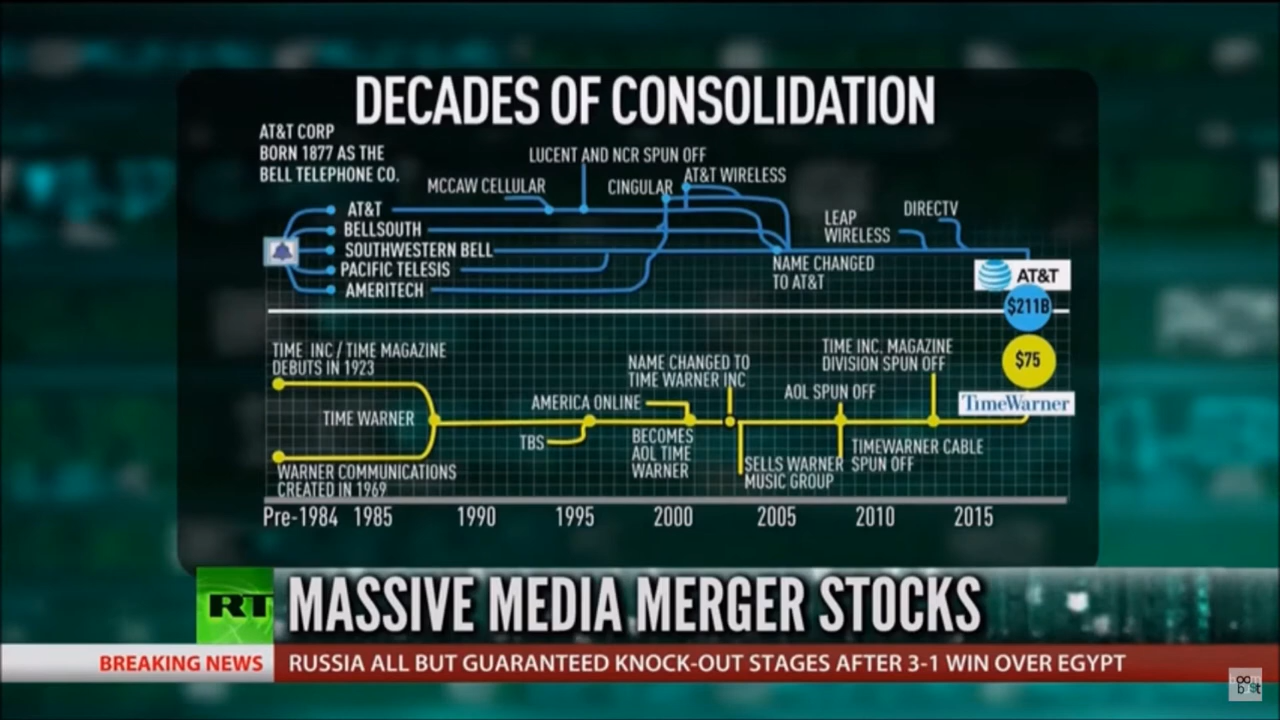 DECADES OF CONSOLIDATION
AT&T CORP
BORN 1877 AS THE
BELL TELEPHONE CO.
LUCENT AND NCR SPUN OFF
MCCAW CELLULAR
CINGULAR
AT&T WIRELESS
AT&T
BELLSOUTH
SOUTHWESTERN BELL
PACIFIC TELESIS
AMERITECH
LEAP
WIRELESS
DIRECTV
NAME CHANGED
TO AT&T
AT&T
$211B
TIME INC / TIME MAGAZINE
DEBUTS IN 1923
NAME CHANGED TO
TIME WARNER INC
TIME INC. MAGAZINE
DIVISION SPUN OFF
$75
AOL SPUN OFF
AMERICA ONLINE
TimeWarner
TIME WARNER
TBS
BECOMES
AOL TIME
WARNER
SELLS WARNER
MUSIC GROUP
TIMEWARNER CABLE
SPUN OFF
WARNER COMMUNICATIONS
CREATED IN 1969
Pre-1984 1985 1990 1995 2000 2005 2010 2015
RT MASSIVE MEDIA MERGER STOCKS
BREAKING NEWS RUSSIA ALL BUT GUARANTEED KNOCK-OUT STAGES AFTER 3-1 WIN OVER EGYPT